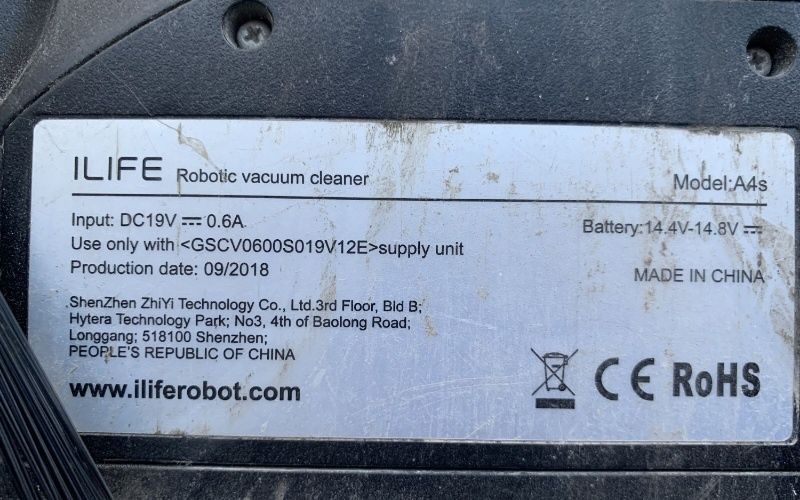 ILIFE Robotic vacuum cleaner Model:A4s
Input: DC19V ⎓ 0.6A Battery:14.4V-14.8V ⎓
Use only with <GSCV0600S019V12E>supply unit
Production date: 09/2018 MADE IN CHINA
ShenZhen ZhiYi Technology Co., Ltd.3rd Floor, Bld B;
Hytera Technology Park; No3, 4th of Baolong Road;
Longgang; 518100 Shenzhen;
PEOPLE'S REPUBLIC OF CHINA
www.iliferobot.com
CE RoHS